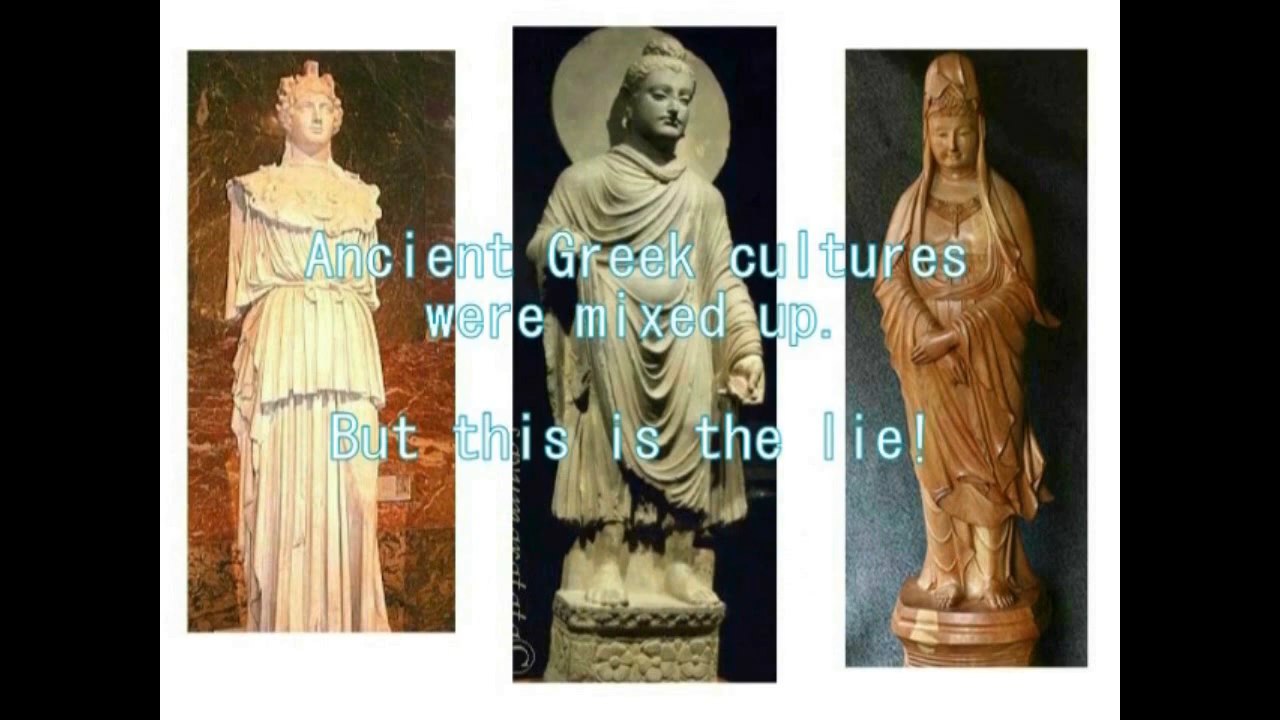 Ancient Greek cultures
were mixed up.
But this is the lie!